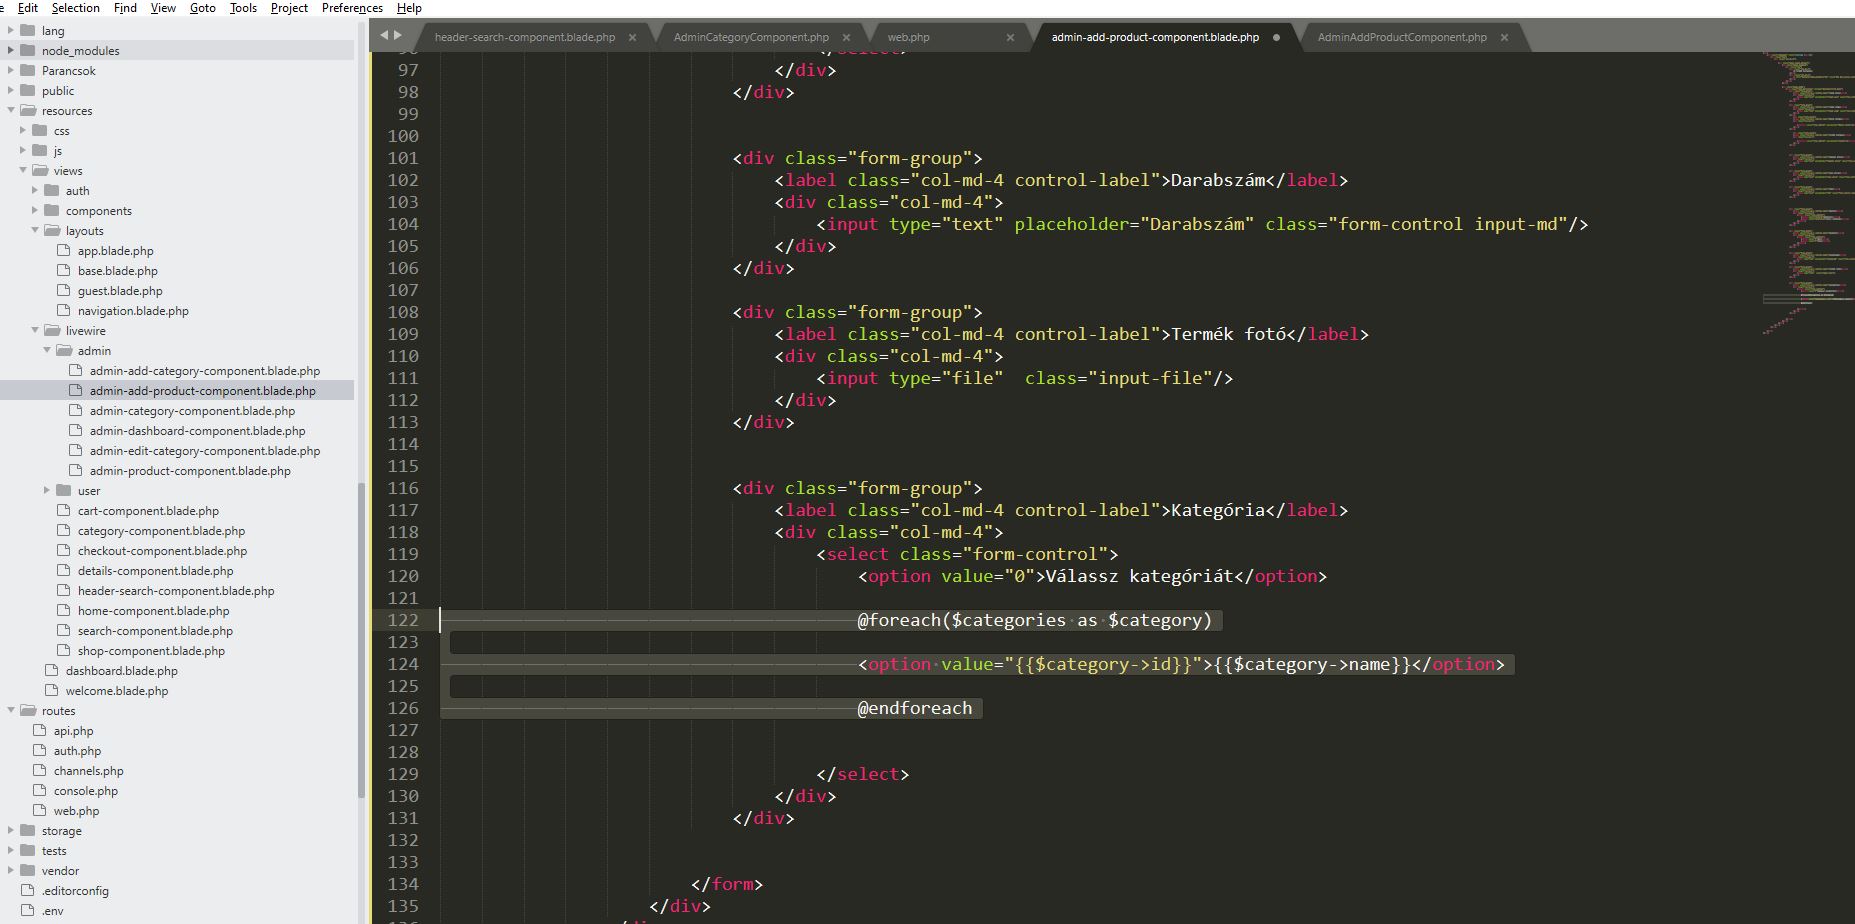 Edit Selection Find View Goto Tools Project Preferences Help
lang
node_modules
Parancsok
public
resources
css
js
views
auth
components
layouts
app.blade.php
base.blade.php
guest.blade.php
navigation.blade.php
livewire
admin
admin-add-category-component.blade.php
admin-add-product-component.blade.php
admin-category-component.blade.php
admin-dashboard-component.blade.php
admin-edit-category-component.blade.php
admin-product-component.blade.php
user
cart-component.blade.php
category-component.blade.php
checkout-component.blade.php
details-component.blade.php
header-search-component.blade.php
home-component.blade.php
search-component.blade.php
shop-component.blade.php
dashboard.blade.php
welcome.blade.php
routes
api.php
auth.php
channels.php
console.php
web.php
storage
tests
vendor
.editorconfig
.env
header-search-component.blade.php AdminCategoryComponent.php web.php admin-add-product-component.blade.php AdminAddProductComponent.php
96 </select>
97 </div>
98 </div>
99
100
101 <div class="form-group">
102 <label class="col-md-4 control-label">Darabszám</label>
103 <div class="col-md-4">
104 <input type="text" placeholder="Darabszám" class="form-control input-md"/>
105 </div>
106 </div>
107
108 <div class="form-group">
109 <label class="col-md-4 control-label">Termék fotó</label>
110 <div class="col-md-4">
111 <input type="file"  class="input-file"/>
112 </div>
113 </div>
114
115
116 <div class="form-group">
117 <label class="col-md-4 control-label">Kategória</label>
118 <div class="col-md-4">
119 <select class="form-control">
120 <option value="0">Válassz kategóriát</option>
121
122 @foreach($categories as $category)
123
124 <option value="{{$category->id}}">{{$category->name}}</option>
125
126 @endforeach
127
128
129 </select>
130 </div>
131 </div>
132
133
134 </form>
135 </div>